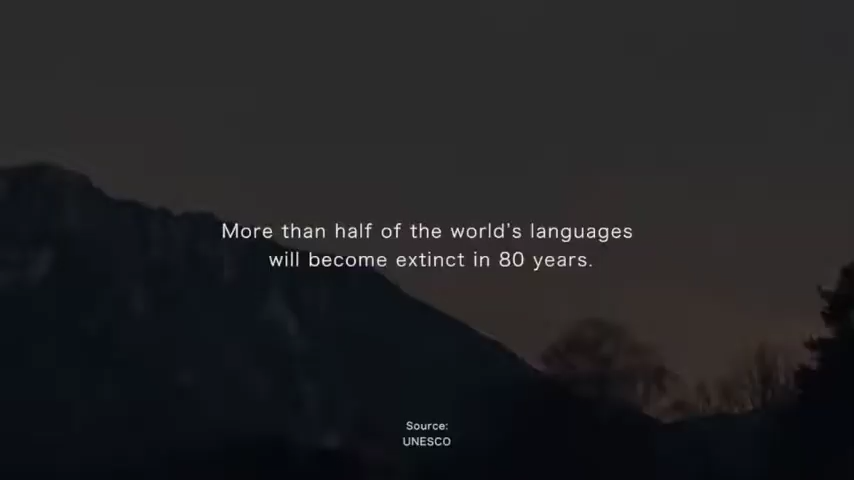 More than half of the world's languages
will become extinct in 80 years.
Source:
UNESCO